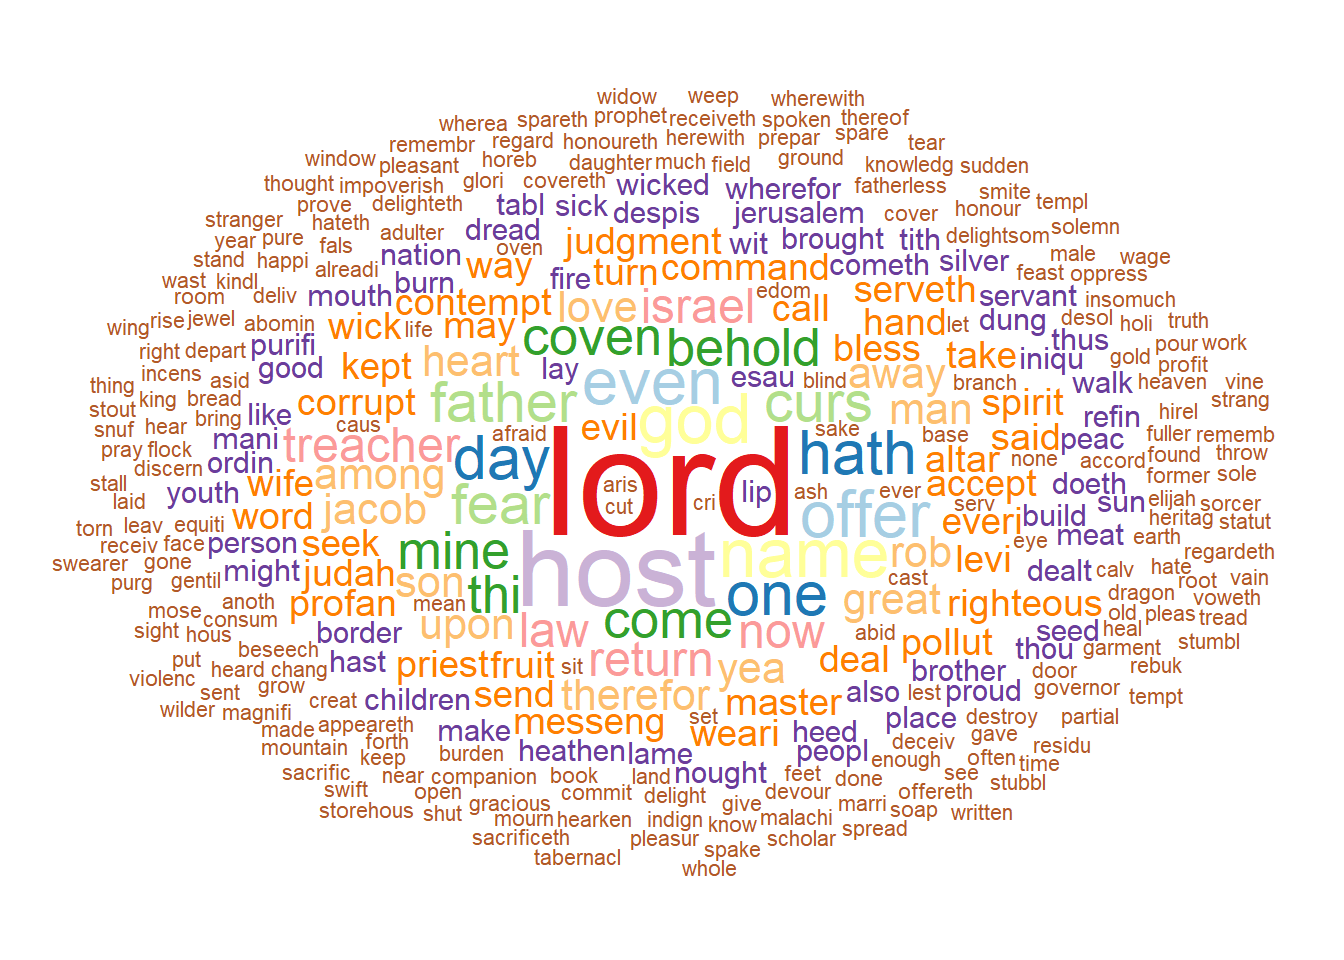 widow weep wherewith
wherea spareth prophet receiveth spoken thereof
remembr regard honoureth herewith prepar spare tear
window pleasant horeb daughter much field ground knowledg sudden
thought impoverish glori covereth wicked wherefor fatherless smite
prove delighteth tabl sick despis jerusalem cover honour templ
stranger hateth adulter dread oven judgment wit brought tith delightsom solemn
year pure fals nation way fire turn command cometh silver male wage
stand happi alreadi burn feast oppress
wast kindl deliv mouth contempt love israel edom call serveth servant insomuch
room
wing rise jewel abomin wick life may coven behold hand let dung desol holi truth
right depart purifi kept heart lay even esau blind bless take iniqu thus gold pour work
incens good away branch walk heaven profit vine
thing asid
king bread like corrupt father god curs man spirit refin hirel strang
stout bring caus evil sake
snuf hear mani treacher afraid lord hath base said peac fuller rememb
pray flock ordin day none accord found throw
discern among altar former sole
stall youth wife aris lip ash ever accept doeth sun elijah sorcer
laid jacob fear cut cri offer serv
torn leav equiti word everi build heritag statut
receiv face person seek mine host name rob levi eye meat earth regardeth
swearer gone
purg gentil might judah son thi one cast dealt calv hate root vain
mose anoth profan mean great righteous dragon voweth
sight consum old pleas tread
hous border upon law come now abid pollut seed heal garment stumbl
put beseech thou
violenc heard chang hast priest fruit sit return yea deal brother door rebuk
sent grow creat children send therefor master also lest proud governor tempt
wilder magnifi
made appeareth make messeng set weari heed place destroy partial
mountain forth heathen lame peopl deceiv gave residu
keep burden enough often time
sacrific near companion book land nought feet done see stubbl
swift open commit delight devour offereth
storehous shut gracious give marri soap written
mourn hearken indign know malachi spread
sacrificeth pleasur scholar
tabernacl spake
whole